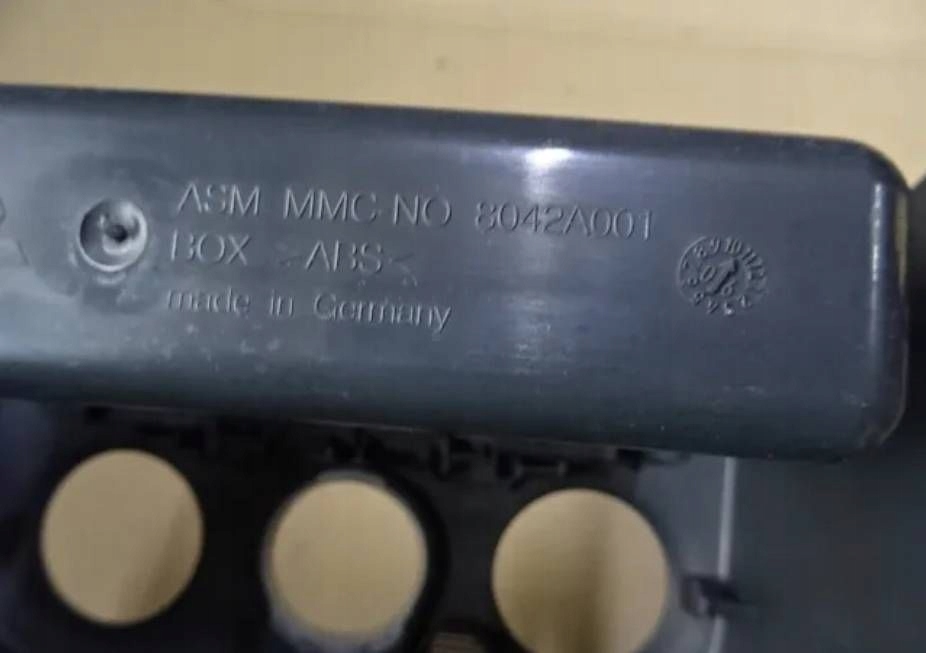 ASM MMC-NO 8042A001
BOX >ABS<
made in Germany